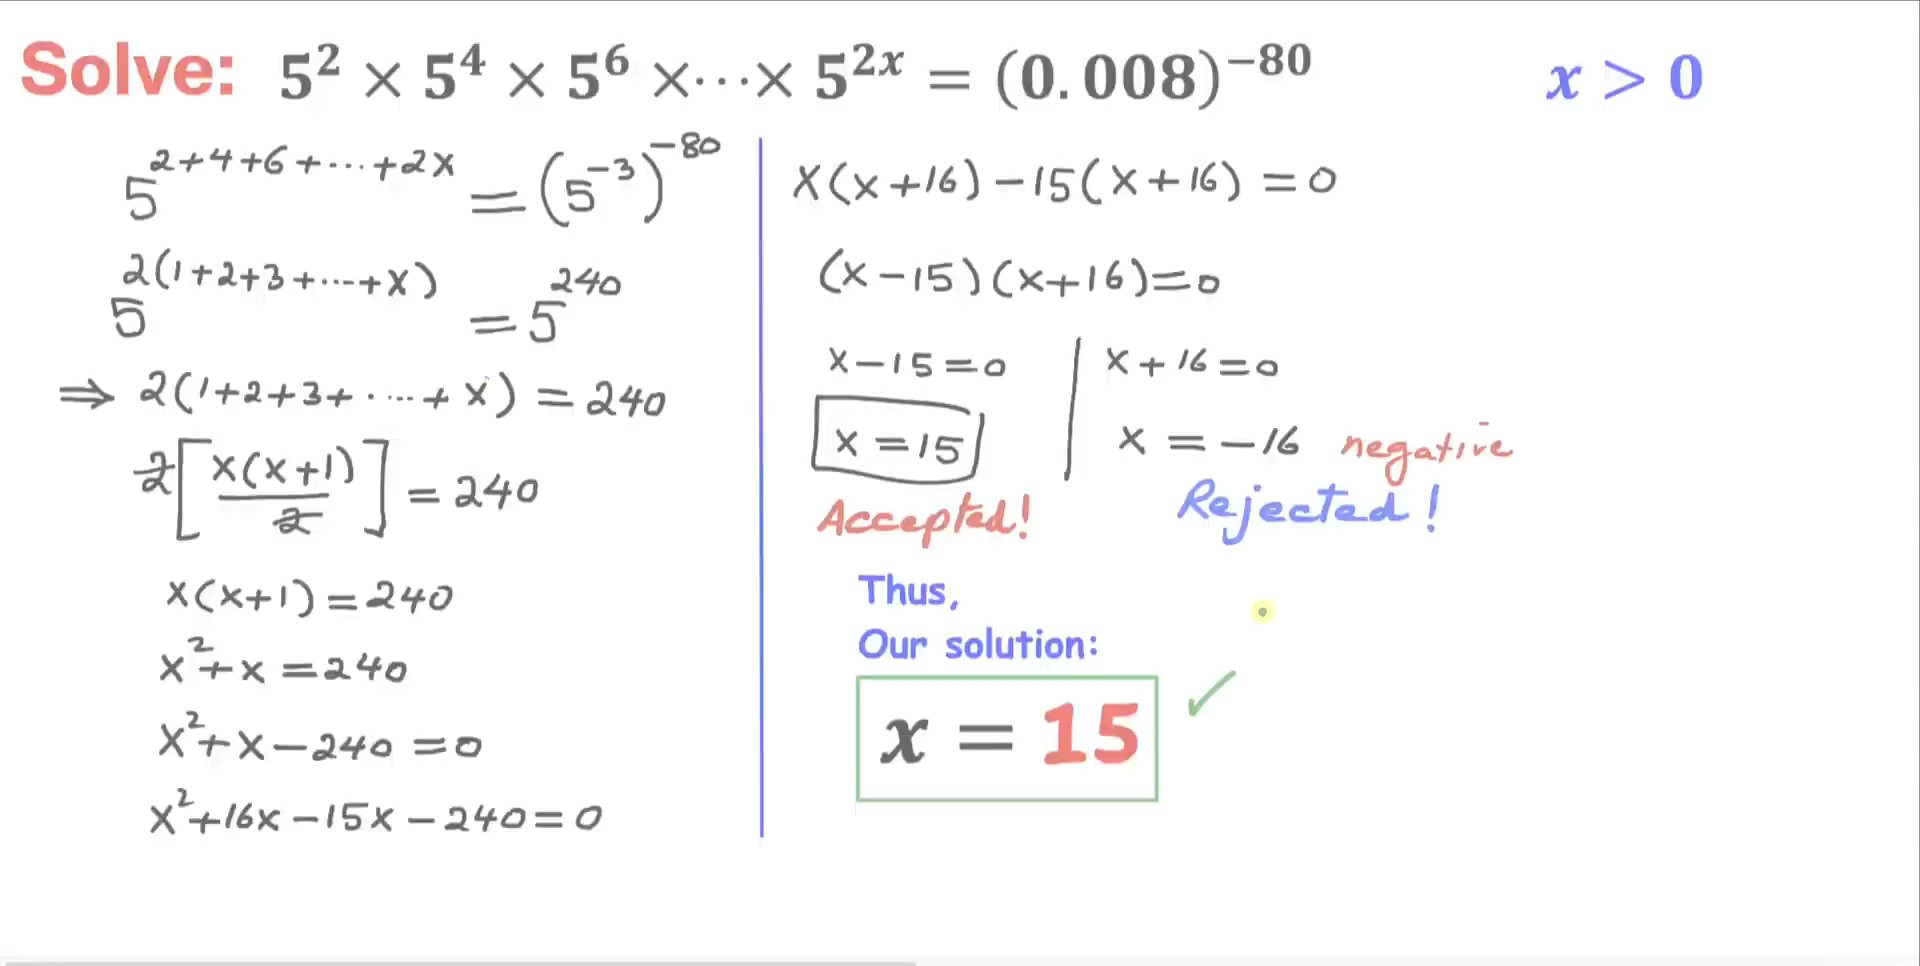 Solve: 5² × 5⁴ × 5⁶ ×···× 5²ˣ = (0.008)⁻⁸⁰ x > 0
5^(2+4+6+···+2x) = (5⁻³)⁻⁸⁰
5^(2(1+2+3+···+x)) = 5²⁴⁰
⇒ 2(1+2+3+·····+x) = 240
2[x(x+1)/2] = 240
x(x+1) = 240
x²+x = 240
x²+x−240 = 0
x²+16x−15x−240 = 0
x(x+16)−15(x+16) = 0
(x−15)(x+16)=0
x−15=0 | x+16=0
x=15 | x=−16 negative
Accepted! Rejected!
Thus,
Our solution:
x = 15 ✓